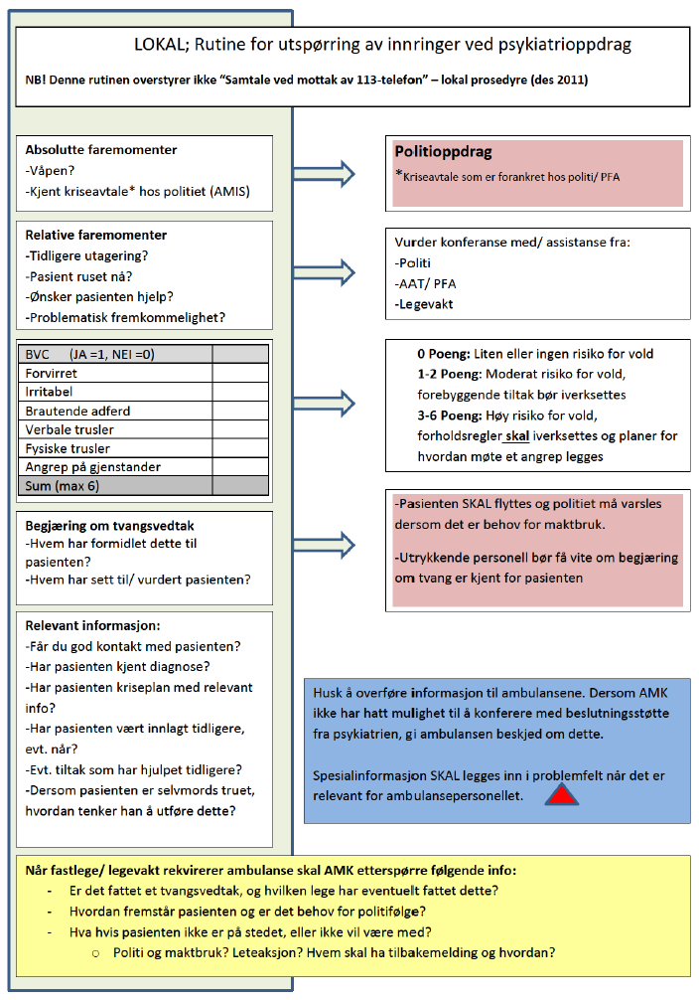 LOKAL; Rutine for utspørring av innringer ved psykiatrioppdrag
NB! Denne rutinen overstyrer ikke “Samtale ved mottak av 113-telefon” – lokal prosedyre (des 2011)
Absolutte faremomenter
-Våpen?
-Kjent kriseavtale* hos politiet (AMIS)
Politioppdrag
*Kriseavtale som er forankret hos politi/ PFA
Relative faremomenter
-Tidligere utagering?
-Pasient ruset nå?
-Ønsker pasienten hjelp?
-Problematisk fremkommelighet?
Vurder konferanse med/ assistanse fra:
-Politi
-AAT/ PFA
-Legevakt
BVC (JA =1, NEI =0)
Forvirret
Irritabel
Brautende adferd
Verbale trusler
Fysiske trusler
Angrep på gjenstander
Sum (max 6)
0 Poeng: Liten eller ingen risiko for vold
1-2 Poeng: Moderat risiko for vold,
forebyggende tiltak bør iverksettes
3-6 Poeng: Høy risiko for vold,
forholdsregler skal iverksettes og planer for
hvordan møte et angrep legges
Begjæring om tvangsvedtak
-Hvem har formidlet dette til
pasienten?
-Hvem har sett til/ vurdert pasienten?
-Pasienten SKAL flyttes og politiet må varsles
dersom det er behov for maktbruk.
-Utrykkende personell bør få vite om begjæring
om tvang er kjent for pasienten
Relevant informasjon:
-Får du god kontakt med pasienten?
-Har pasienten kjent diagnose?
-Har pasienten kriseplan med relevant
info?
-Har pasienten vært innlagt tidligere,
evt. når?
-Evt. tiltak som har hjulpet tidligere?
-Dersom pasienten er selvmords truet,
hvordan tenker han å utføre dette?
Husk å overføre informasjon til ambulansene. Dersom AMK
ikke har hatt mulighet til å konferere med beslutningsstøtte
fra psykiatrien, gi ambulansen beskjed om dette.
Spesialinformasjon SKAL legges inn i problemfelt når det er
relevant for ambulansepersonellet.
Når fastlege/ legevakt rekvirerer ambulanse skal AMK etterspørre følgende info:
- Er det fattet et tvangsvedtak, og hvilken lege har eventuelt fattet dette?
- Hvordan fremstår pasienten og er det behov for politifølge?
- Hva hvis pasienten ikke er på stedet, eller ikke vil være med?
o Politi og maktbruk? Leteaksjon? Hvem skal ha tilbakemelding og hvordan?